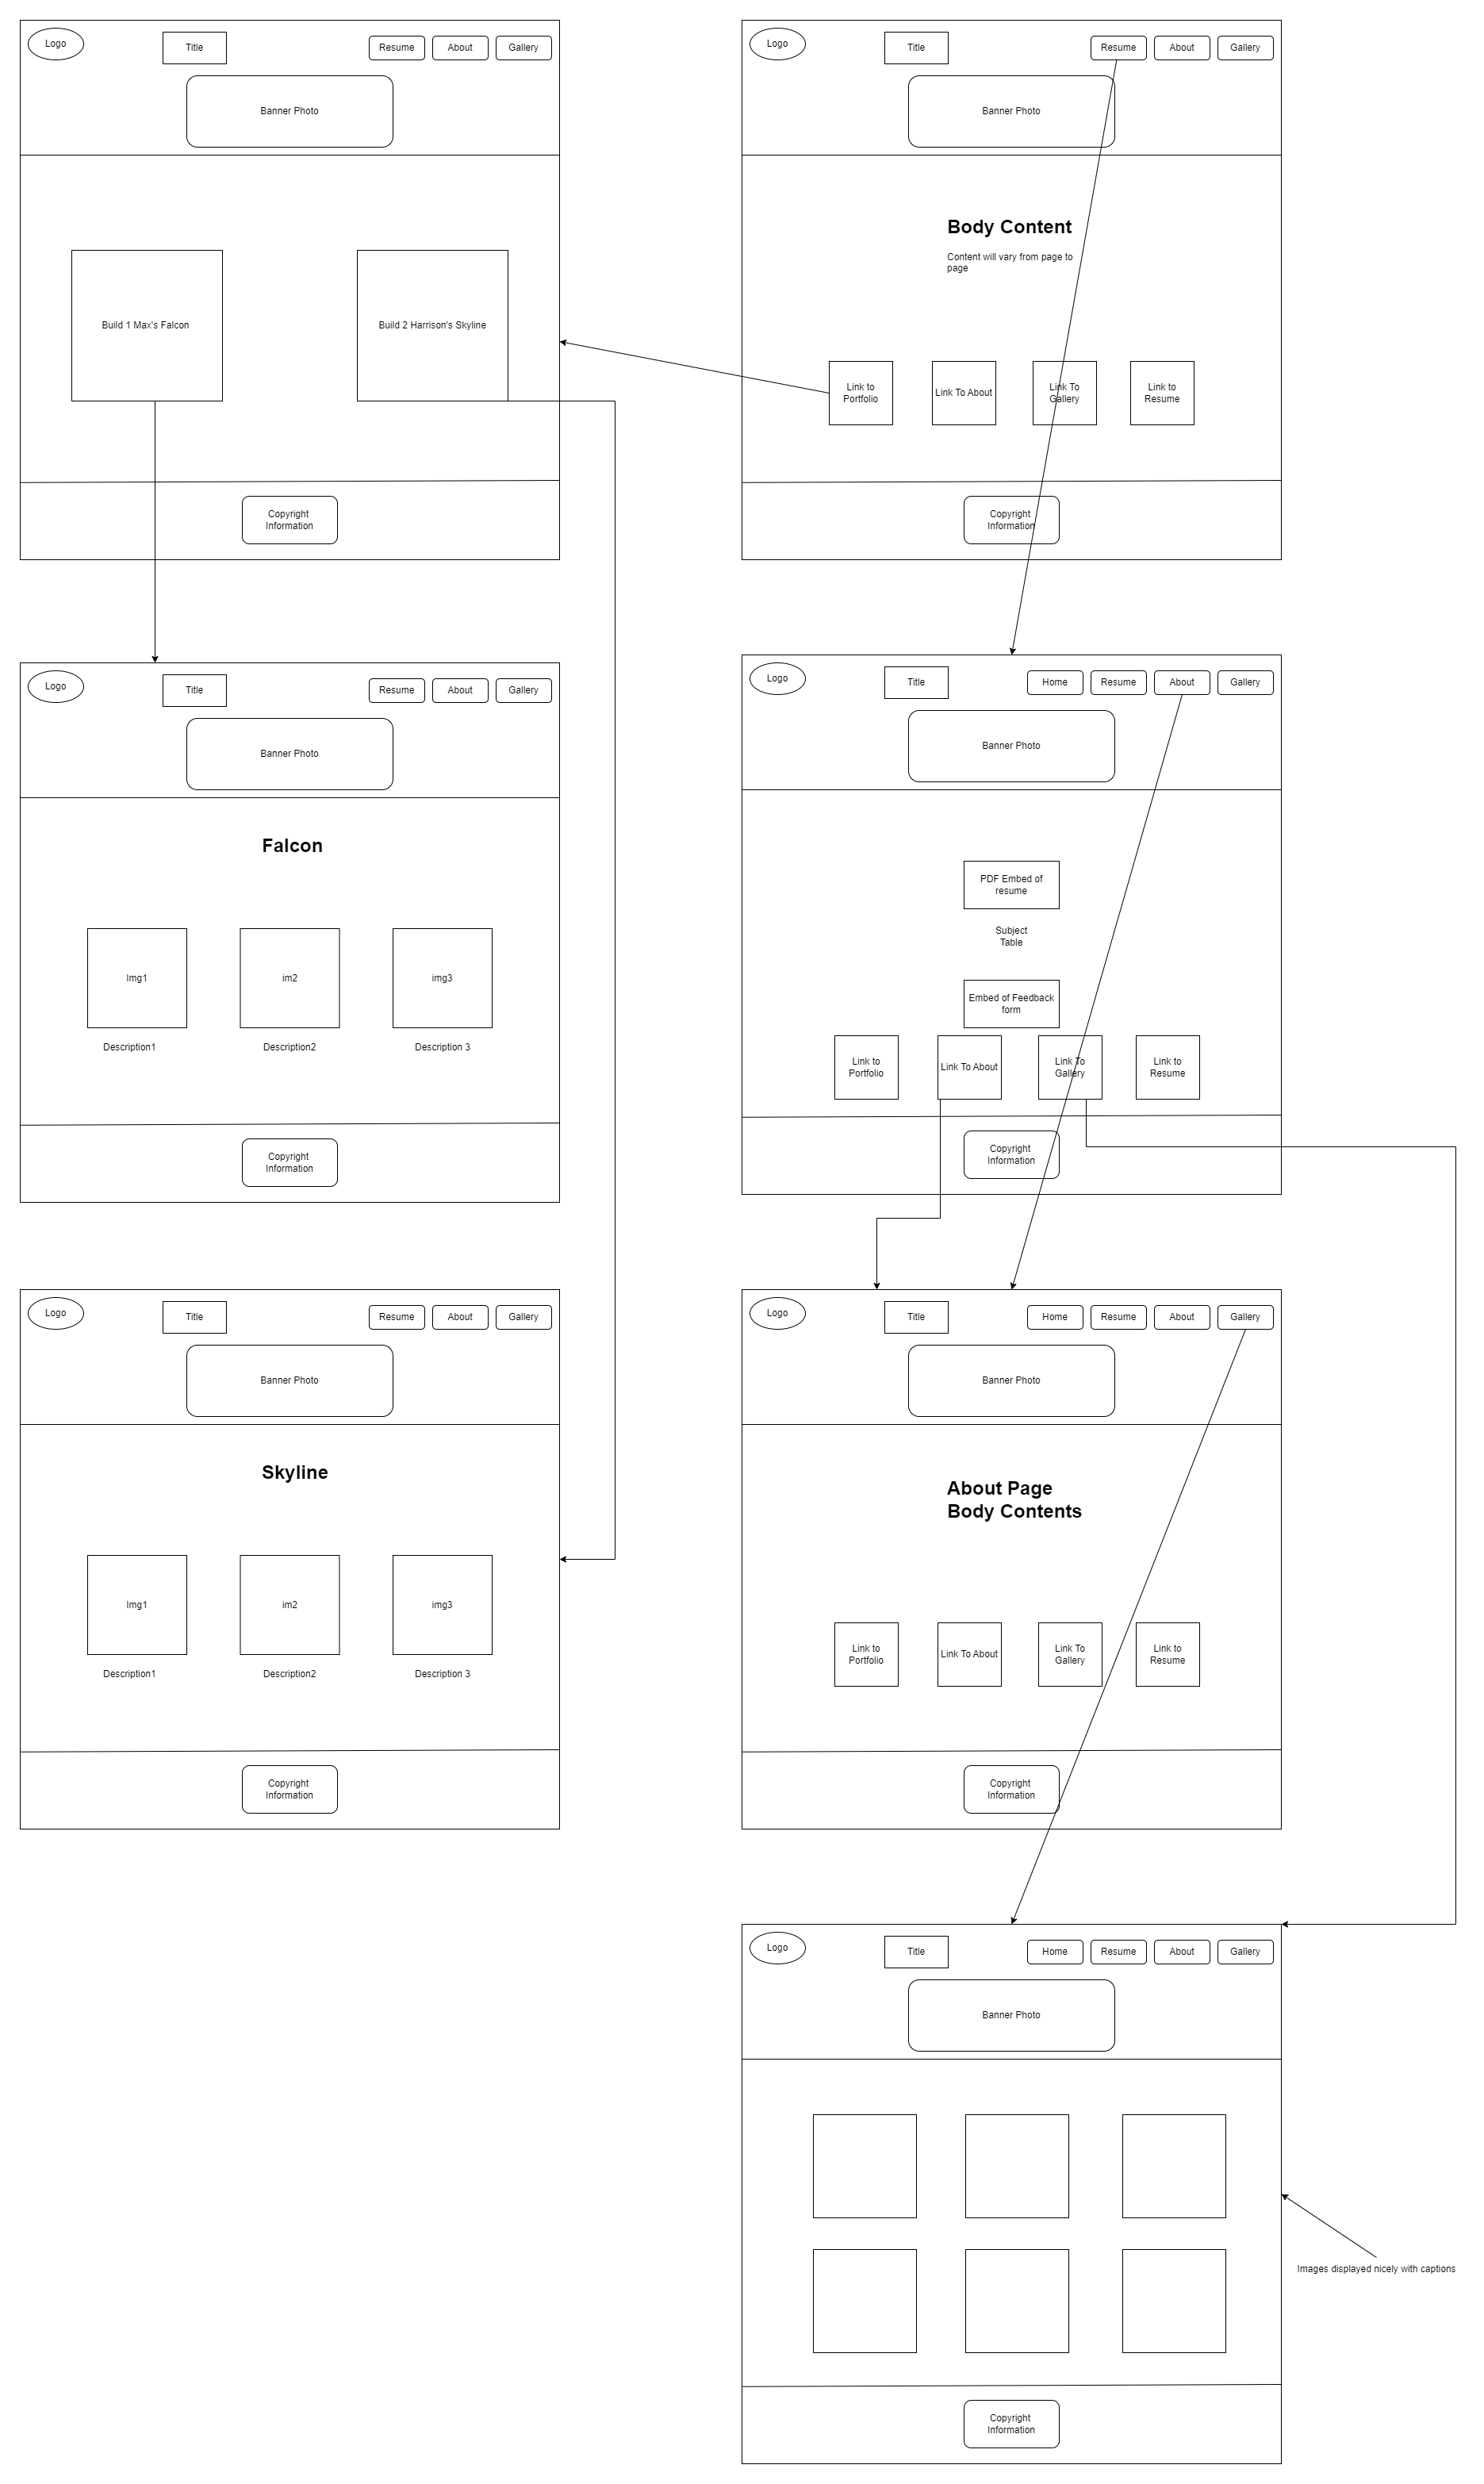 Logo
Title
Resume
About
Gallery
Banner Photo
Build 1 Max's Falcon
Build 2 Harrison's Skyline
Copyright
Information
Logo
Title
Resume
About
Gallery
Banner Photo
Body Content
Content will vary from page to
page
Link to
Portfolio
Link To About
Link To
Gallery
Link to
Resume
Copyright
Information
Logo
Title
Resume
About
Gallery
Banner Photo
Falcon
Img1
im2
img3
Description1
Description2
Description 3
Copyright
Information
Logo
Title
Home
Resume
About
Gallery
Banner Photo
PDF Embed of
resume
Subject
Table
Embed of Feedback
form
Link to
Portfolio
Link To About
Link To
Gallery
Link to
Resume
Copyright
Information
Logo
Title
Resume
About
Gallery
Banner Photo
Skyline
Img1
im2
img3
Description1
Description2
Description 3
Copyright
Information
Logo
Title
Home
Resume
About
Gallery
Banner Photo
About Page
Body Contents
Link to
Portfolio
Link To About
Link To
Gallery
Link to
Resume
Copyright
Information
Logo
Title
Home
Resume
About
Gallery
Banner Photo
Images displayed nicely with captions
Copyright
Information